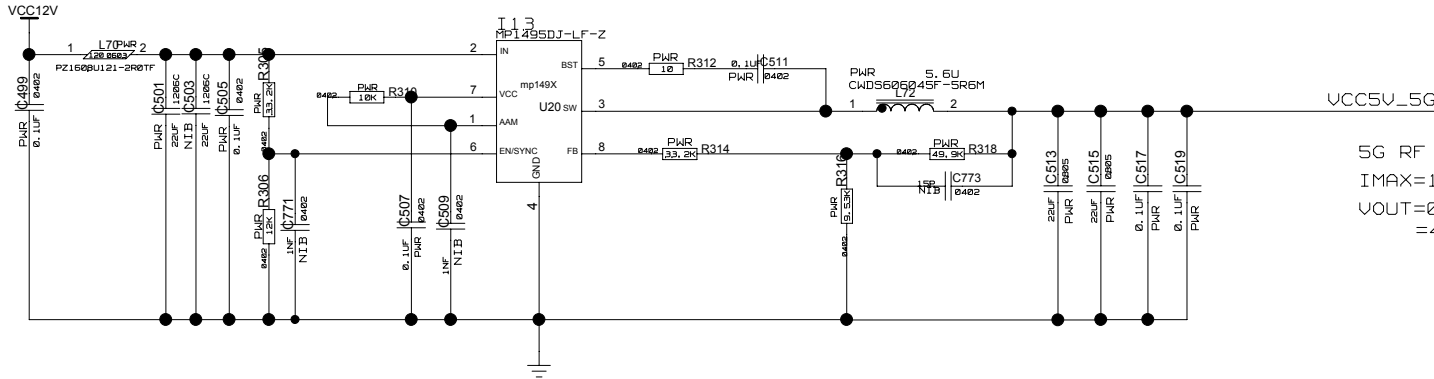 VCC12V
I13
MP1495DJ-LF-Z
1
L70
PWR
2
120 0603
PZ1608U121-2R0TF
C499
0402
PWR
0.1UF
C501
1206C
PWR
22UF
C503
1206C
NIB
22UF
C505
0402
PWR
0.1UF
PWR
33.2K
0402
R306
PWR
12K
0402
C771
0402
1NF
NIB
PWR
0402
10K
R310
C507
0402
0.1UF
PWR
C509
0402
1NF
NIB
2
IN
7
VCC
1
AAM
6
EN/SYNC
mp149X
U20
BST
5
SW
3
FB
8
GND
4
PWR
0402
10
R312
0.1UF
C511
PWR
0402
PWR
0402
33.2K
R314
PWR
5.6U
CWDS606045F-5R6M
1
L72
2
R316
PWR
9.53K
0402
PWR
0402
49.9K
R318
15P
NIB
C773
0402
C513
0805
22UF
PWR
C515
0805
22UF
PWR
C517
0.1UF
PWR
C519
0.1UF
PWR
VCC5V_5G
5G RF
IMAX=1
VOUT=0
=4